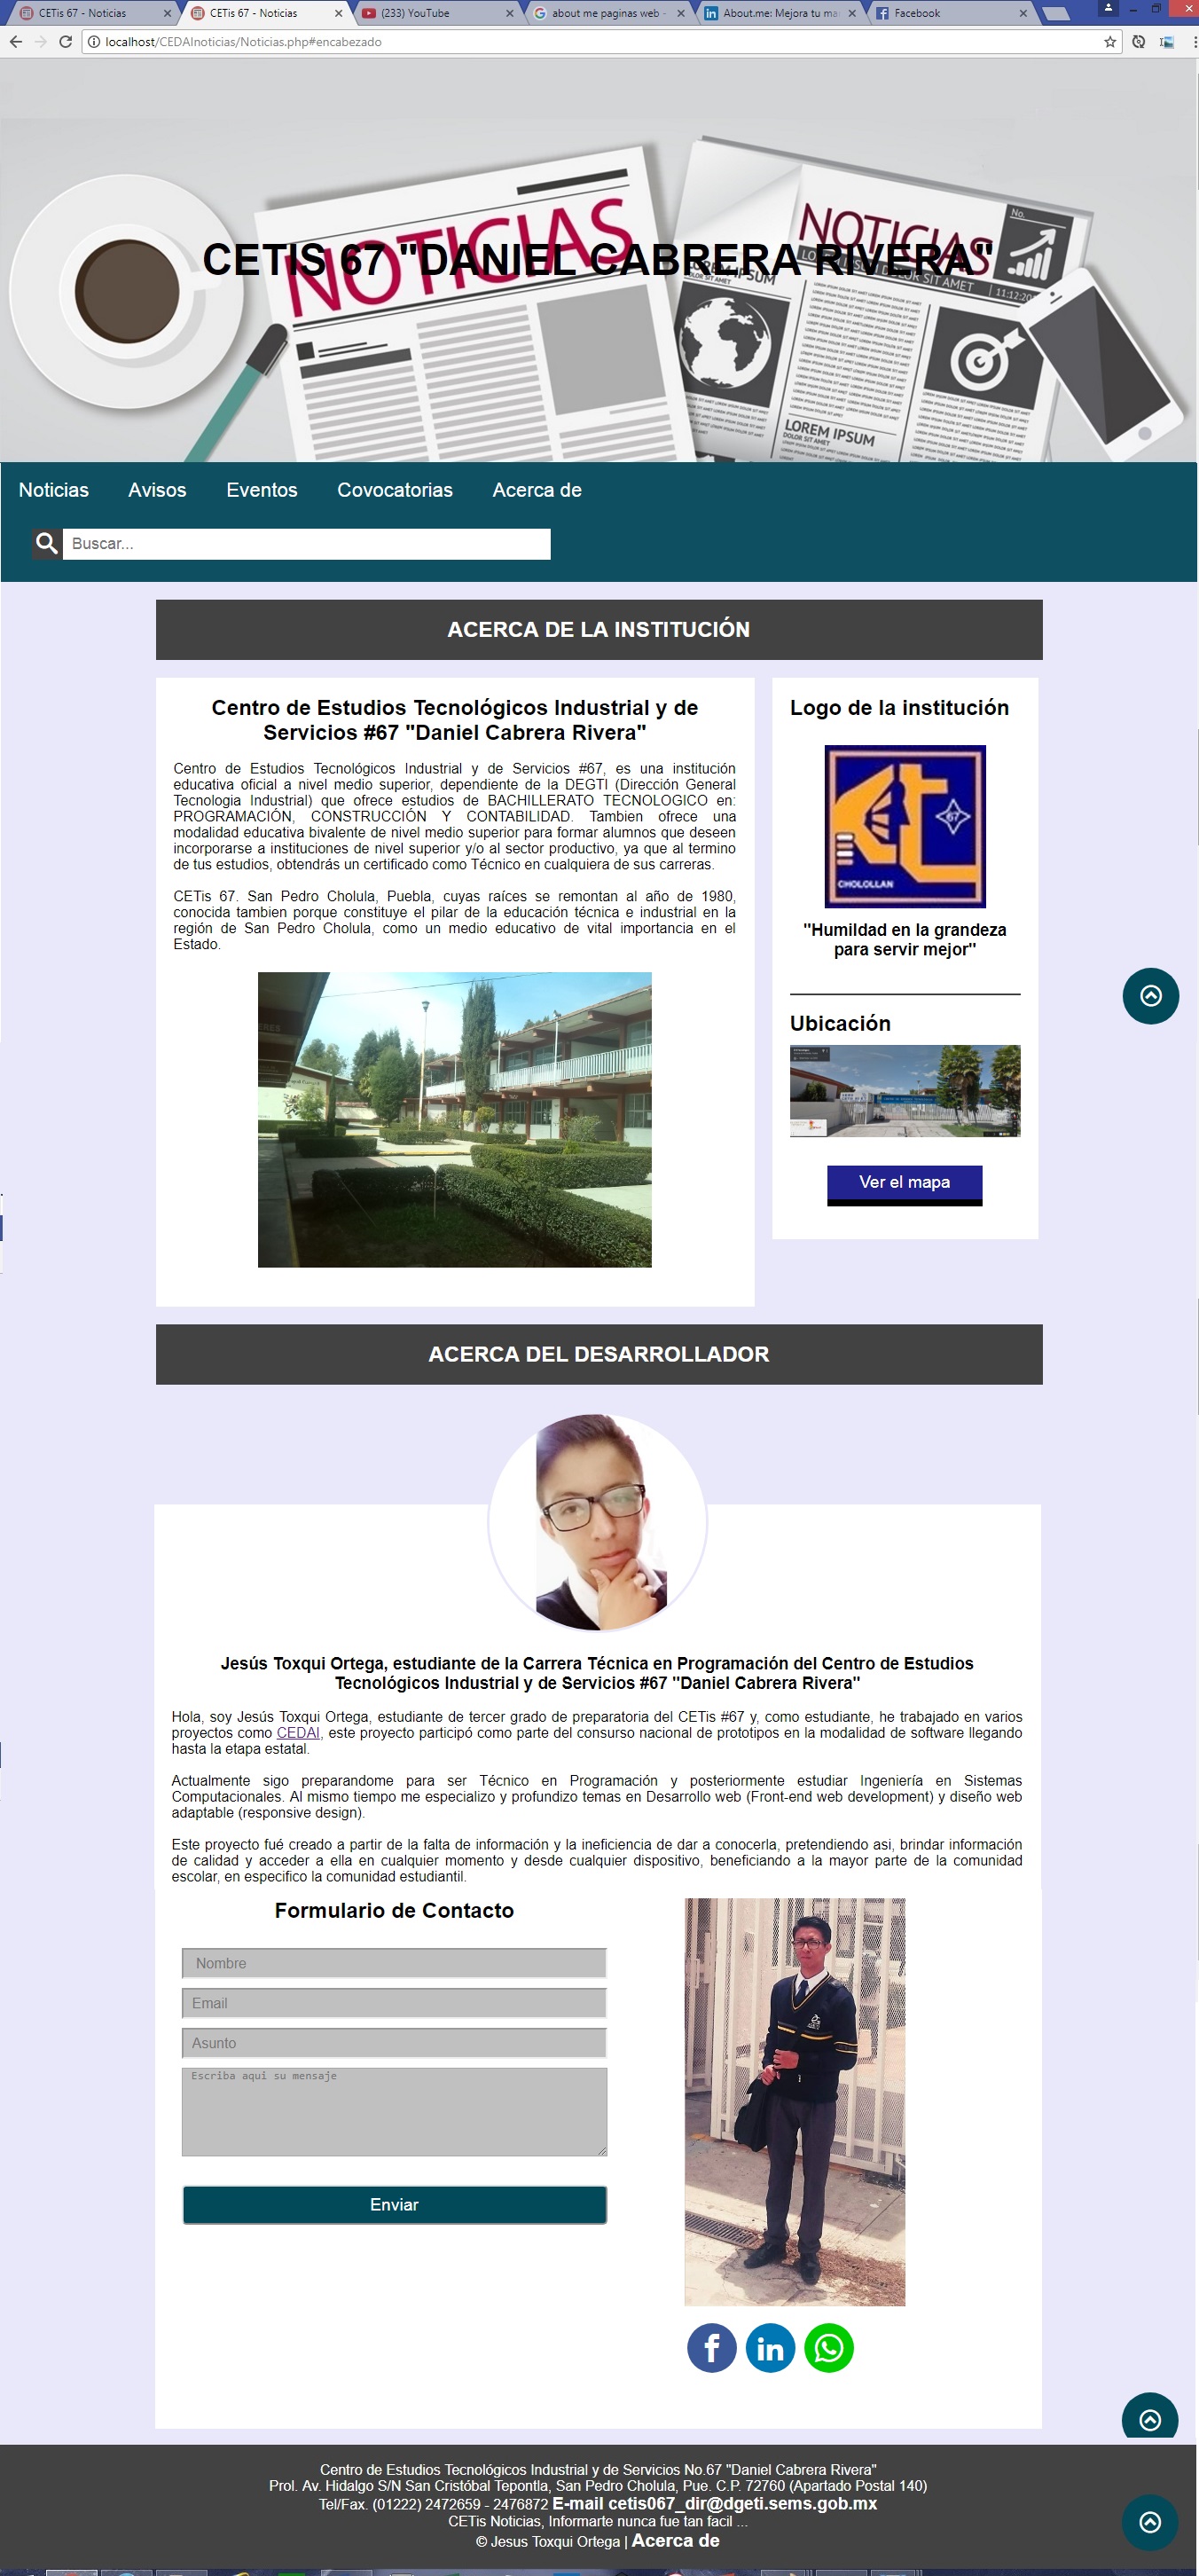 CETis 67 - Noticias
CETis 67 - Noticias
(233) YouTube
about me paginas web -
About.me: Mejora tu ma
Facebook
localhost/CEDAInoticias/Noticias.php#encabezado
NOTICIAS
NOTICIAS
No.
CETIS 67 "DANIEL CABRERA RIVERA"
LOREM IPSUM
DOLOR SIT AMET
LOREM IPSUM
DOLOR SIT AMET
Noticias
Avisos
Eventos
Covocatorias
Acerca de
Buscar...
ACERCA DE LA INSTITUCIÓN
Centro de Estudios Tecnológicos Industrial y de
Servicios #67 "Daniel Cabrera Rivera"
Centro de Estudios Tecnológicos Industrial y de Servicios #67, es una institución
educativa oficial a nivel medio superior, dependiente de la DEGTI (Dirección General
Tecnologia Industrial) que ofrece estudios de BACHILLERATO TECNOLOGICO en:
PROGRAMACIÓN, CONSTRUCCIÓN Y CONTABILIDAD. Tambien ofrece una
modalidad educativa bivalente de nivel medio superior para formar alumnos que deseen
incorporarse a instituciones de nivel superior y/o al sector productivo, ya que al termino
de tus estudios, obtendrás un certificado como Técnico en cualquiera de sus carreras.
CETis 67. San Pedro Cholula, Puebla, cuyas raíces se remontan al año de 1980,
conocida tambien porque constituye el pilar de la educación técnica e industrial en la
región de San Pedro Cholula, como un medio educativo de vital importancia en el
Estado.
Logo de la institución
67
CHOLOLLAN
"Humildad en la grandeza
para servir mejor"
Ubicación
Ver el mapa
ACERCA DEL DESARROLLADOR
Jesús Toxqui Ortega, estudiante de la Carrera Técnica en Programación del Centro de Estudios
Tecnológicos Industrial y de Servicios #67 "Daniel Cabrera Rivera"
Hola, soy Jesús Toxqui Ortega, estudiante de tercer grado de preparatoria del CETis #67 y, como estudiante, he trabajado en varios
proyectos como CEDAI, este proyecto participó como parte del consurso nacional de prototipos en la modalidad de software llegando
hasta la etapa estatal.
Actualmente sigo preparandome para ser Técnico en Programación y posteriormente estudiar Ingeniería en Sistemas
Computacionales. Al mismo tiempo me especializo y profundizo temas en Desarrollo web (Front-end web development) y diseño web
adaptable (responsive design).
Este proyecto fué creado a partir de la falta de información y la ineficiencia de dar a conocerla, pretendiendo asi, brindar información
de calidad y acceder a ella en cualquier momento y desde cualquier dispositivo, beneficiando a la mayor parte de la comunidad
escolar, en especifico la comunidad estudiantil.
Formulario de Contacto
Nombre
Email
Asunto
Escriba aqui su mensaje
Enviar
Centro de Estudios Tecnológicos Industrial y de Servicios No.67 "Daniel Cabrera Rivera"
Prol. Av. Hidalgo S/N San Cristóbal Tepontla, San Pedro Cholula, Pue. C.P. 72760 (Apartado Postal 140)
Tel/Fax. (01222) 2472659 - 2476872 E-mail cetis067_dir@dgeti.sems.gob.mx
CETis Noticias, Informarte nunca fue tan facil ...
© Jesus Toxqui Ortega | Acerca de